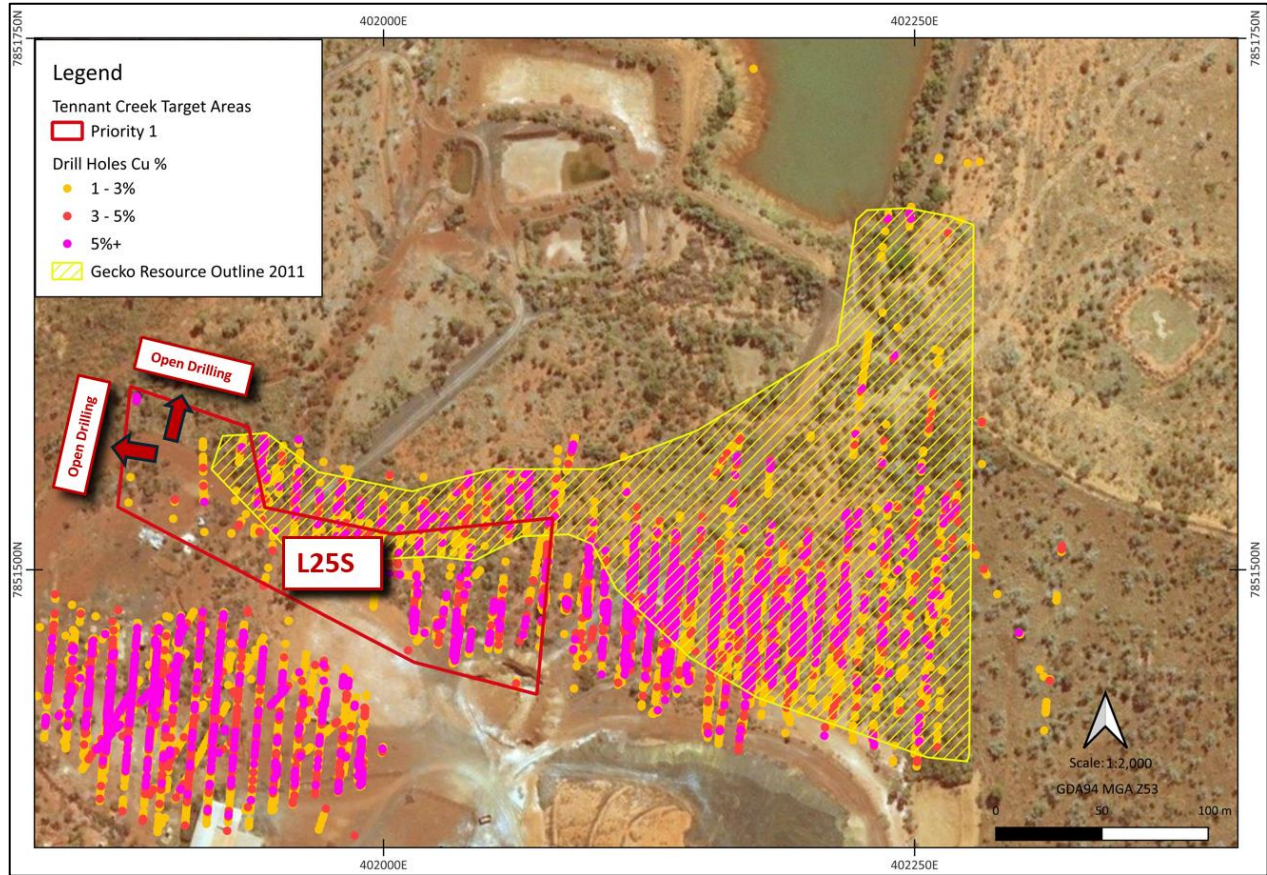 402000E
402250E
7851750N
7851750N
Legend
Tennant Creek Target Areas
Priority 1
Drill Holes Cu %
1 - 3%
3 - 5%
5%+
Gecko Resource Outline 2011
Open Drilling
Open Drilling
L25S
7851500N
7851500N
Scale: 1:2,000
GDA94 MGA Z53
0 50 100 m
402000E
402250E